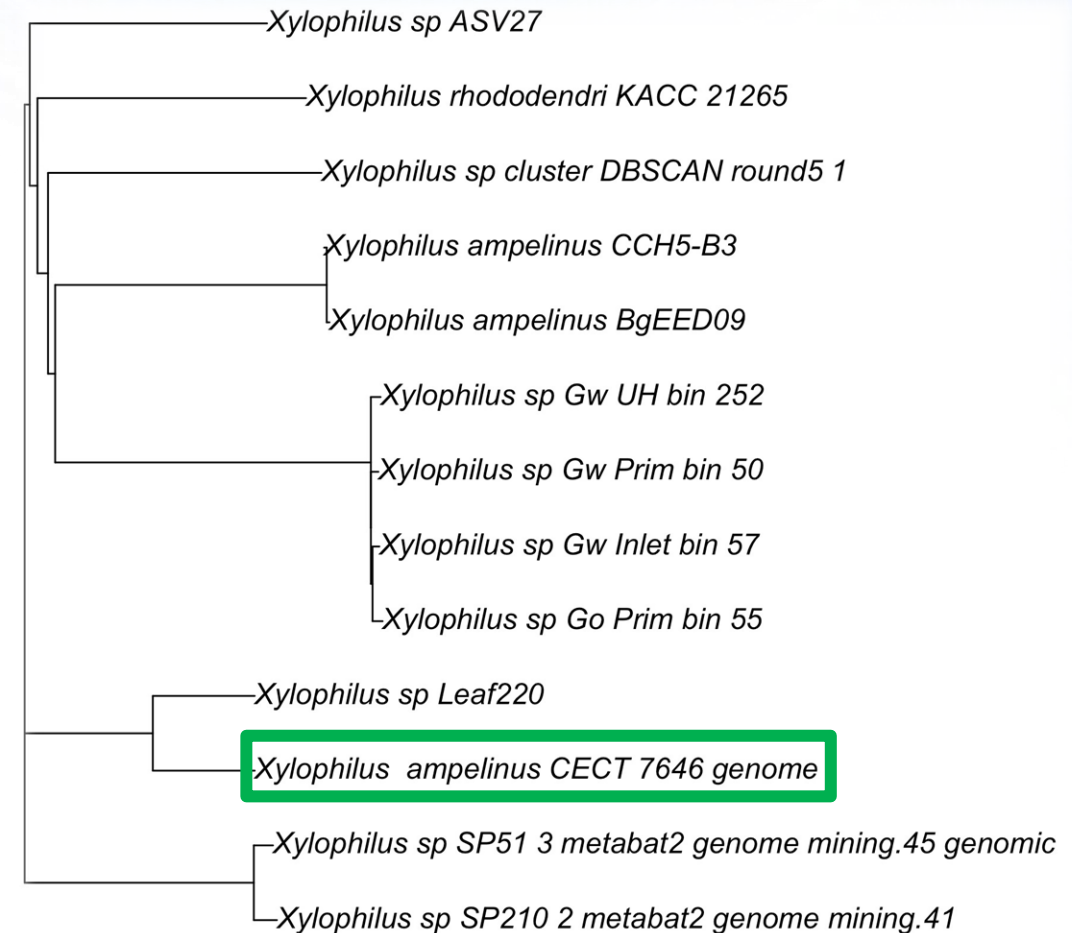 Xylophilus sp ASV27
Xylophilus rhododendri KACC 21265
Xylophilus sp cluster DBSCAN round5 1
Xylophilus ampelinus CCH5-B3
Xylophilus ampelinus BgEED09
Xylophilus sp Gw UH bin 252
Xylophilus sp Gw Prim bin 50
Xylophilus sp Gw Inlet bin 57
Xylophilus sp Go Prim bin 55
Xylophilus sp Leaf220
Xylophilus ampelinus CECT 7646 genome
Xylophilus sp SP51 3 metabat2 genome mining.45 genomic
Xylophilus sp SP210 2 metabat2 genome mining.41